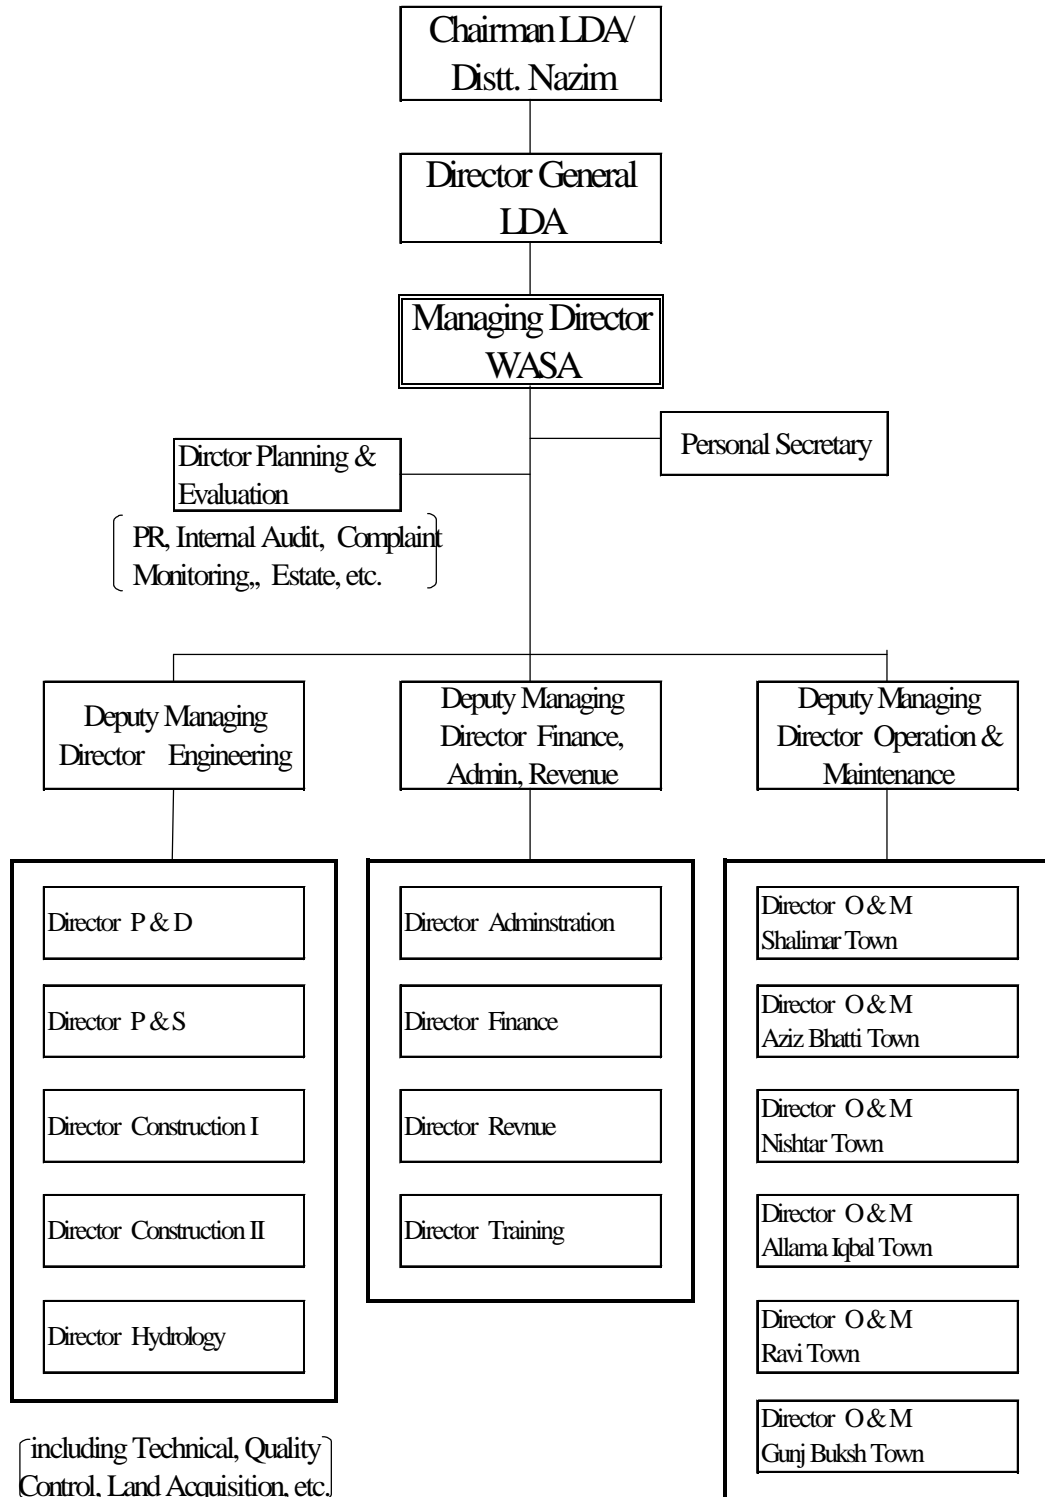 Chairman LDA/
Distt. Nazim
Director General
LDA
Managing Director
WASA
Personal Secretary
Dirctor Planning &
Evaluation
PR, Internal Audit, Complaint
Monitoring,, Estate, etc.
Deputy Managing
Director Engineering
Deputy Managing
Director Finance,
Admin, Revenue
Deputy Managing
Director Operation &
Maintenance
Director P & D
Director P & S
Director Construction I
Director Construction II
Director Hydrology
including Technical, Quality
Control, Land Acquisition, etc.
Director Adminstration
Director Finance
Director Revnue
Director Training
Director O & M
Shalimar Town
Director O & M
Aziz Bhatti Town
Director O & M
Nishtar Town
Director O & M
Allama Iqbal Town
Director O & M
Ravi Town
Director O & M
Gunj Buksh Town